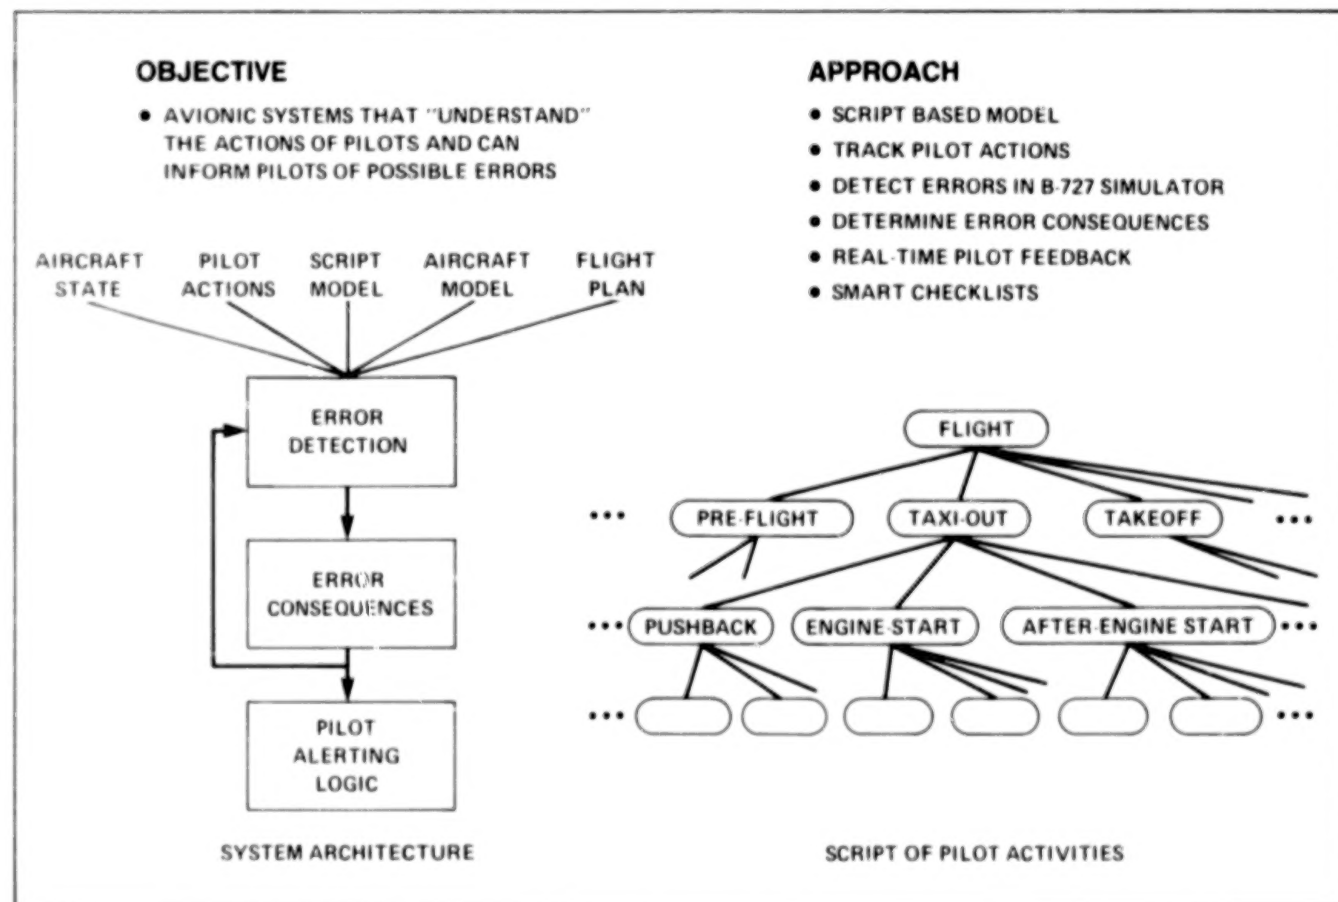 OBJECTIVE
• AVIONIC SYSTEMS THAT "UNDERSTAND"
THE ACTIONS OF PILOTS AND CAN
INFORM PILOTS OF POSSIBLE ERRORS
APPROACH
• SCRIPT BASED MODEL
• TRACK PILOT ACTIONS
• DETECT ERRORS IN B-727 SIMULATOR
• DETERMINE ERROR CONSEQUENCES
• REAL-TIME PILOT FEEDBACK
• SMART CHECKLISTS
AIRCRAFT
STATE
PILOT
ACTIONS
SCRIPT
MODEL
AIRCRAFT
MODEL
FLIGHT
PLAN
ERROR
DETECTION
ERROR
CONSEQUENCES
PILOT
ALERTING
LOGIC
SYSTEM ARCHITECTURE
FLIGHT
••• PRE-FLIGHT TAXI-OUT TAKEOFF •••
••• PUSHBACK ENGINE-START AFTER-ENGINE START •••
••• •••
SCRIPT OF PILOT ACTIVITIES